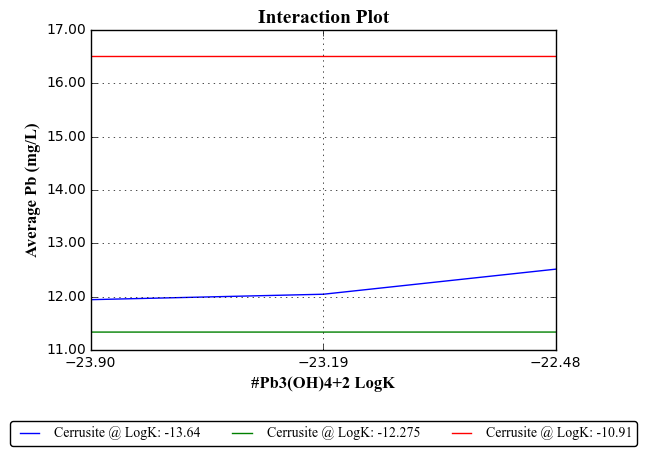 Interaction Plot
17.00
16.00
15.00
14.00
13.00
12.00
11.00
Average Pb (mg/L)
−23.90 −23.19 −22.48
#Pb3(OH)4+2 LogK
Cerrusite @ LogK: -13.64 Cerrusite @ LogK: -12.275 Cerrusite @ LogK: -10.91